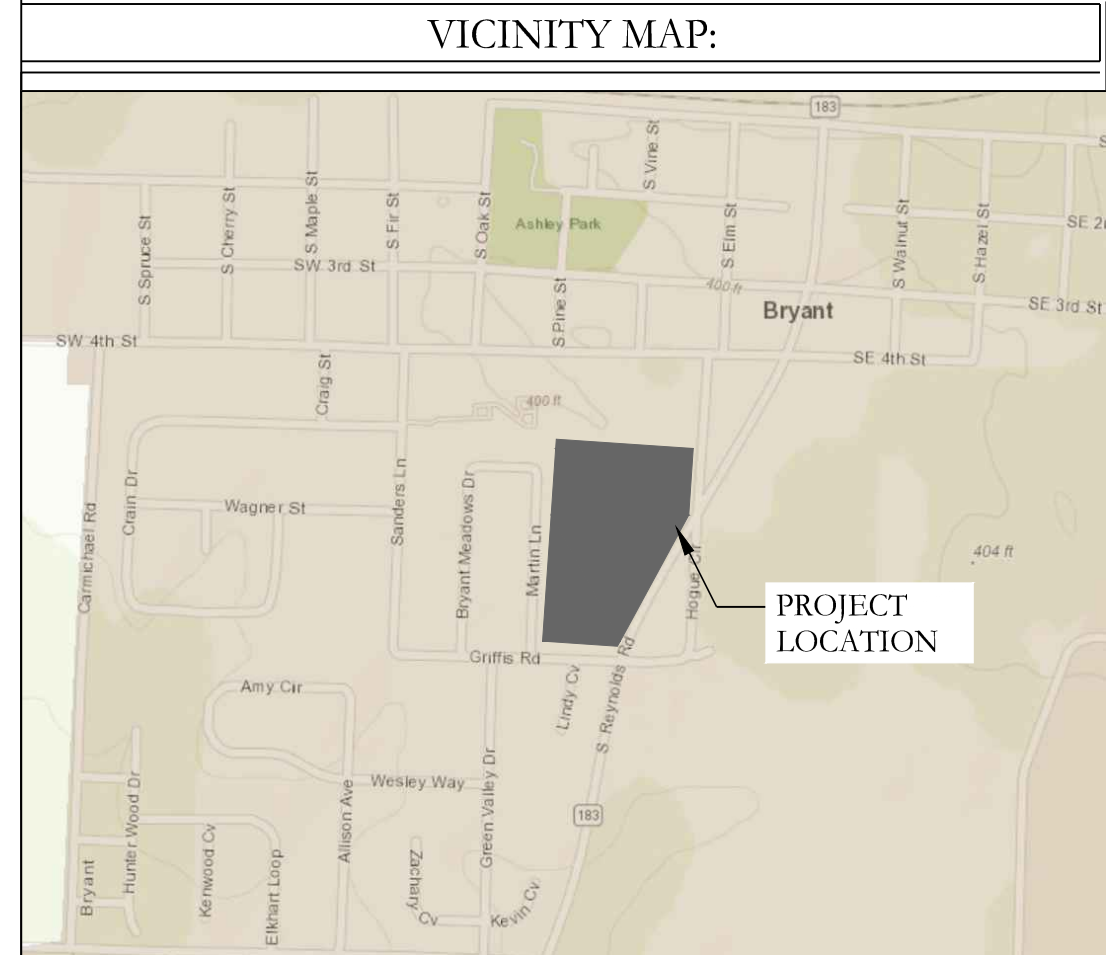 VICINITY MAP:
183
S Vine St
Ashley Park
S Spruce St
S Cherry St
S Maple St
S Fir St
S Oak St
S Elm St
S Walnut St
S Hazel St
SW 3rd St
S Pine St
400 ft
Bryant
SE 3rd St
SW 4th St
SE 4th St
Craig St
400 ft
Carmichael Rd
Crain Dr
Wagner St
Sanders Ln
Bryant Meadows Dr
Martin Ln
Hogue Cir
404 ft
PROJECT
LOCATION
Griffis Rd
Lindy Cv
S Reynolds Rd
Amy Cir
Wesley Way
Allison Ave
Green Valley Dr
183
Bryant
Hunter Wood Dr
Kenwood Cv
Elkhart Loop
Zachary Cv
Kevin Cv